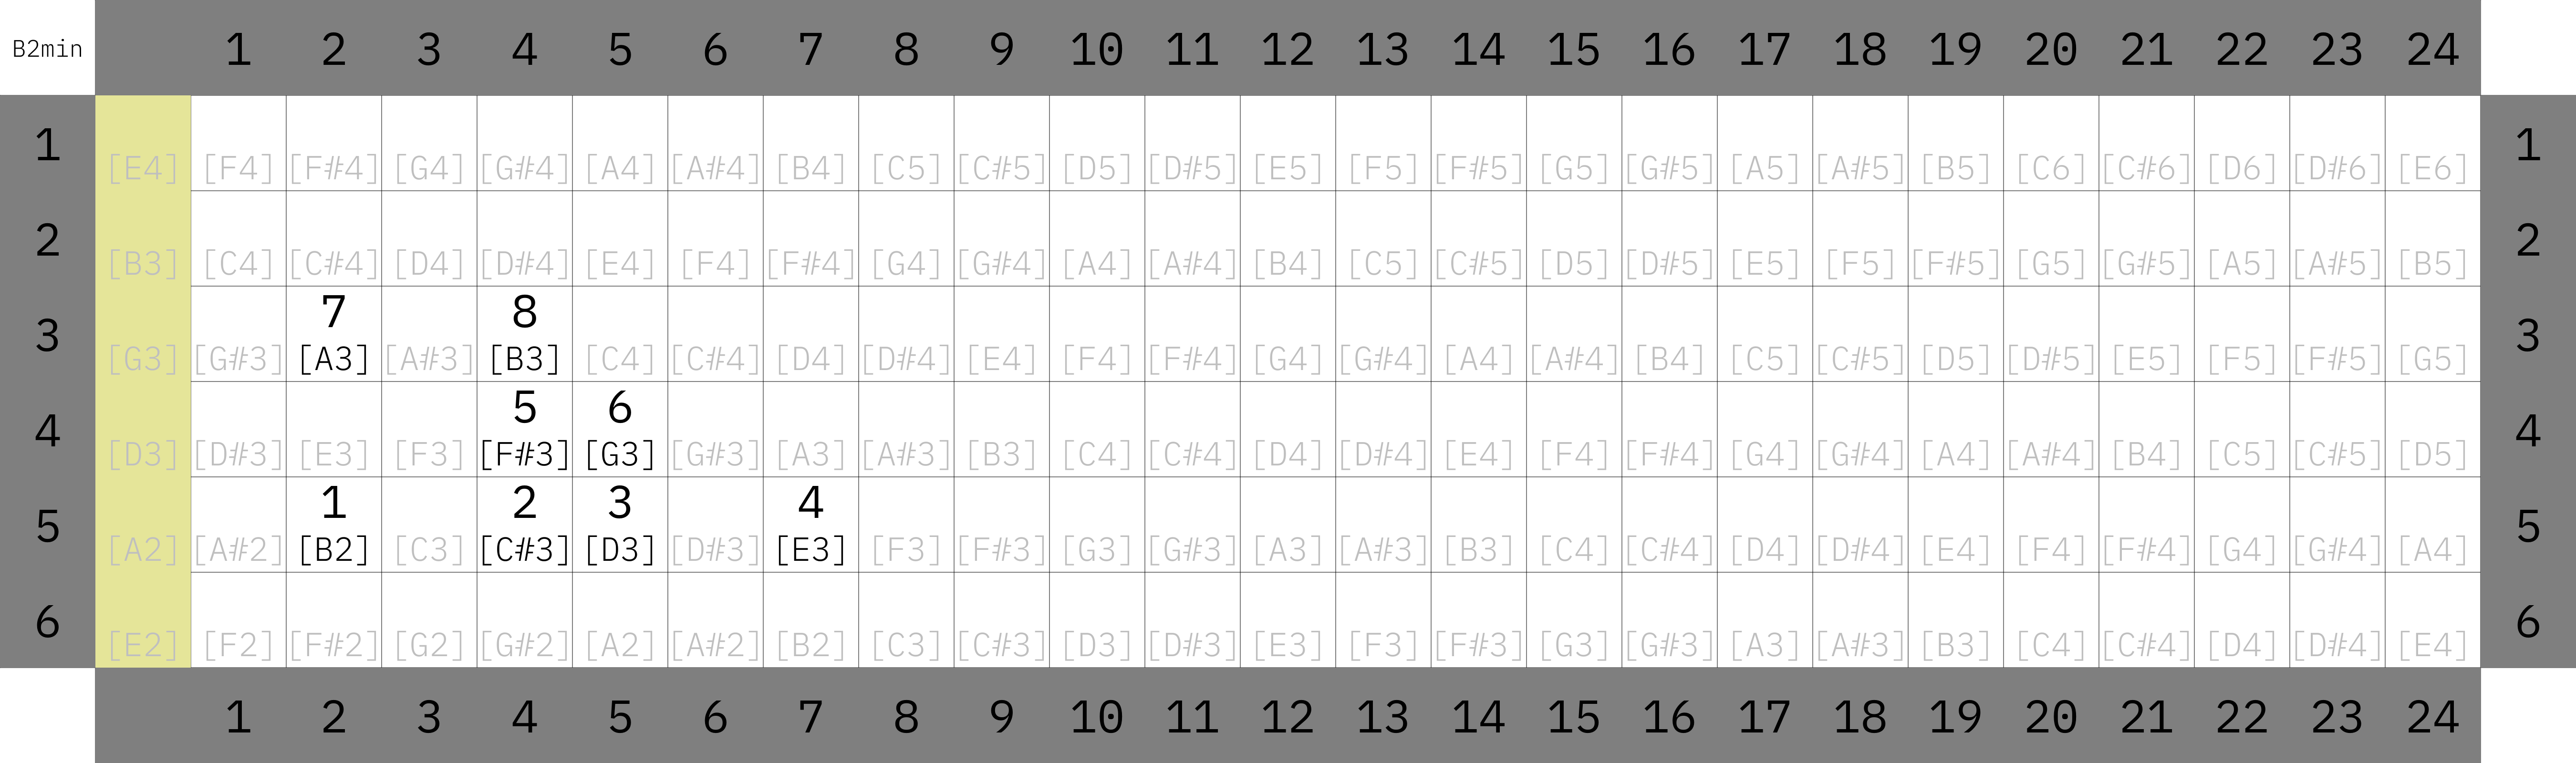 B2min 1 2 3 4 5 6 7 8 9 10 11 12 13 14 15 16 17 18 19 20 21 22 23 24
1 [E4] [F4] [F#4] [G4] [G#4] [A4] [A#4] [B4] [C5] [C#5] [D5] [D#5] [E5] [F5] [F#5] [G5] [G#5] [A5] [A#5] [B5] [C6] [C#6] [D6] [D#6] [E6] 1
2 [B3] [C4] [C#4] [D4] [D#4] [E4] [F4] [F#4] [G4] [G#4] [A4] [A#4] [B4] [C5] [C#5] [D5] [D#5] [E5] [F5] [F#5] [G5] [G#5] [A5] [A#5] [B5] 2
7 8
3 [G3] [G#3] [A3] [A#3] [B3] [C4] [C#4] [D4] [D#4] [E4] [F4] [F#4] [G4] [G#4] [A4] [A#4] [B4] [C5] [C#5] [D5] [D#5] [E5] [F5] [F#5] [G5] 3
5 6
4 [D3] [D#3] [E3] [F3] [F#3] [G3] [G#3] [A3] [A#3] [B3] [C4] [C#4] [D4] [D#4] [E4] [F4] [F#4] [G4] [G#4] [A4] [A#4] [B4] [C5] [C#5] [D5] 4
1 2 3 4
5 [A2] [A#2] [B2] [C3] [C#3] [D3] [D#3] [E3] [F3] [F#3] [G3] [G#3] [A3] [A#3] [B3] [C4] [C#4] [D4] [D#4] [E4] [F4] [F#4] [G4] [G#4] [A4] 5
6 [E2] [F2] [F#2] [G2] [G#2] [A2] [A#2] [B2] [C3] [C#3] [D3] [D#3] [E3] [F3] [F#3] [G3] [G#3] [A3] [A#3] [B3] [C4] [C#4] [D4] [D#4] [E4] 6
1 2 3 4 5 6 7 8 9 10 11 12 13 14 15 16 17 18 19 20 21 22 23 24